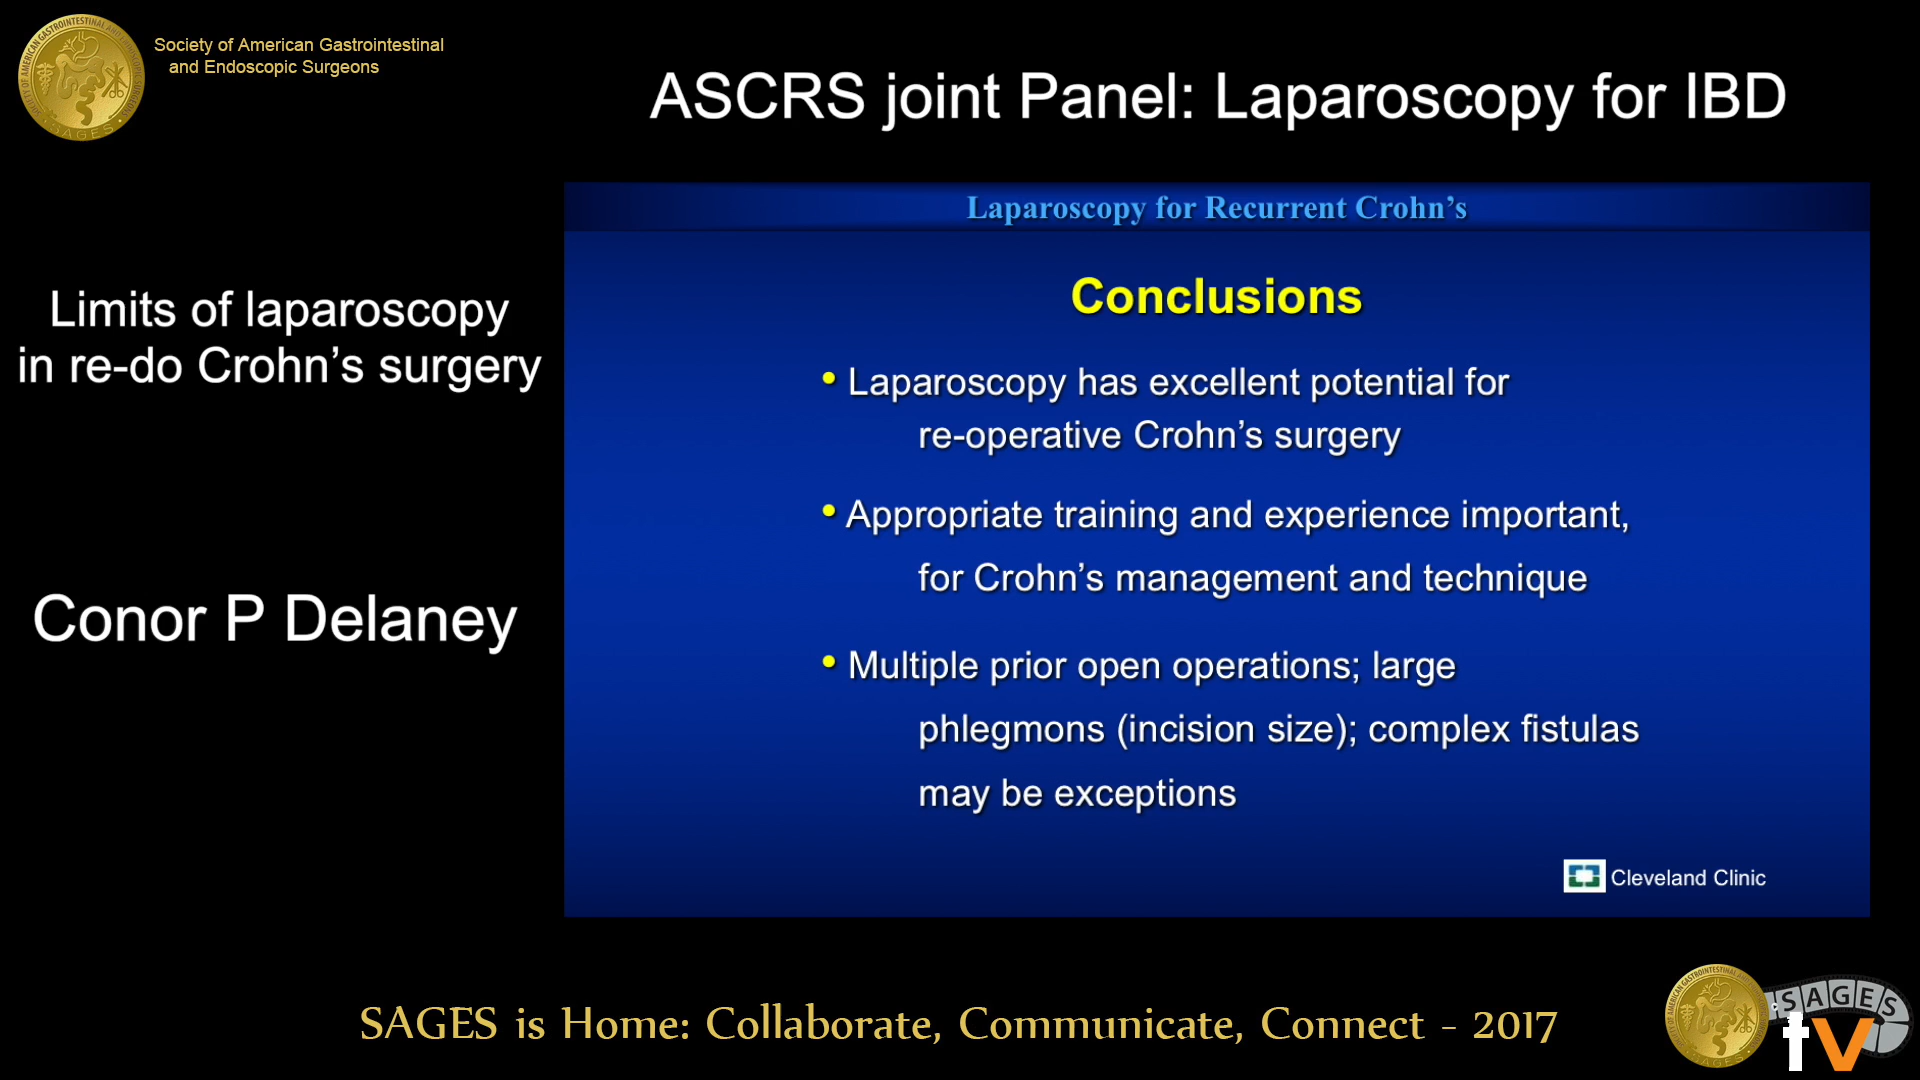 Society of American Gastrointestinal
and Endoscopic Surgeons
ASCRS joint Panel: Laparoscopy for IBD
Limits of laparoscopy
in re-do Crohn’s surgery
Conor P Delaney
Laparoscopy for Recurrent Crohn’s
Conclusions
• Laparoscopy has excellent potential for
re-operative Crohn’s surgery
• Appropriate training and experience important,
for Crohn’s management and technique
• Multiple prior open operations; large
phlegmons (incision size); complex fistulas
may be exceptions
Cleveland Clinic
SAGES is Home: Collaborate, Communicate, Connect - 2017
SAGES
tv